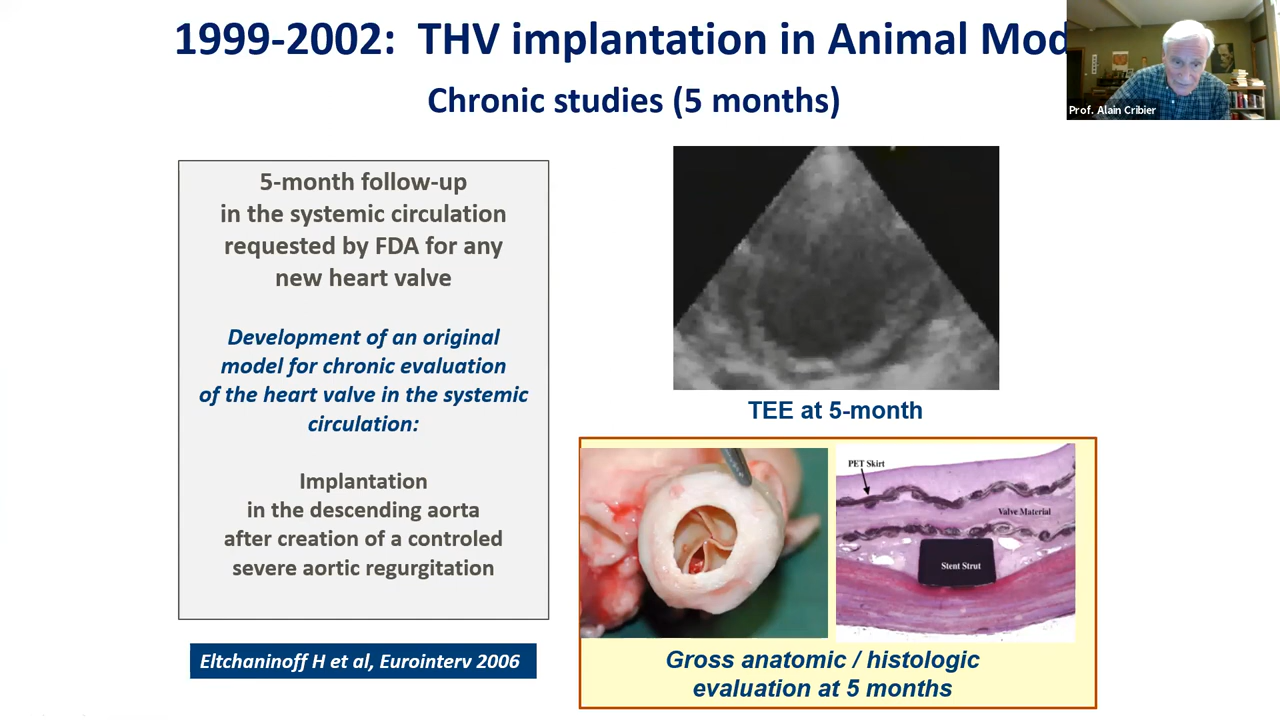 1999-2002: THV implantation in Animal Mod
Prof. Alain Cribier
Chronic studies (5 months)
5-month follow-up
in the systemic circulation
requested by FDA for any
new heart valve
Development of an original
model for chronic evaluation
of the heart valve in the systemic
circulation:
Implantation
in the descending aorta
after creation of a controled
severe aortic regurgitation
Eltchaninoff H et al, Eurointerv 2006
TEE at 5-month
PET Skirt
Valve Material
Stent Strut
Gross anatomic / histologic
evaluation at 5 months